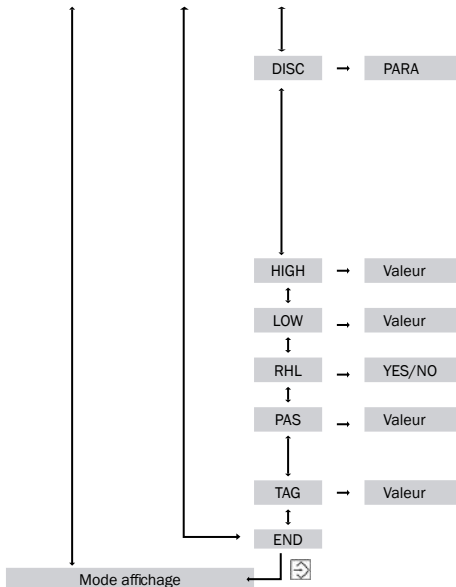 DISC → PARA
HIGH → Valeur
LOW → Valeur
RHL → YES/NO
PAS → Valeur
TAG → Valeur
END
Mode affichage